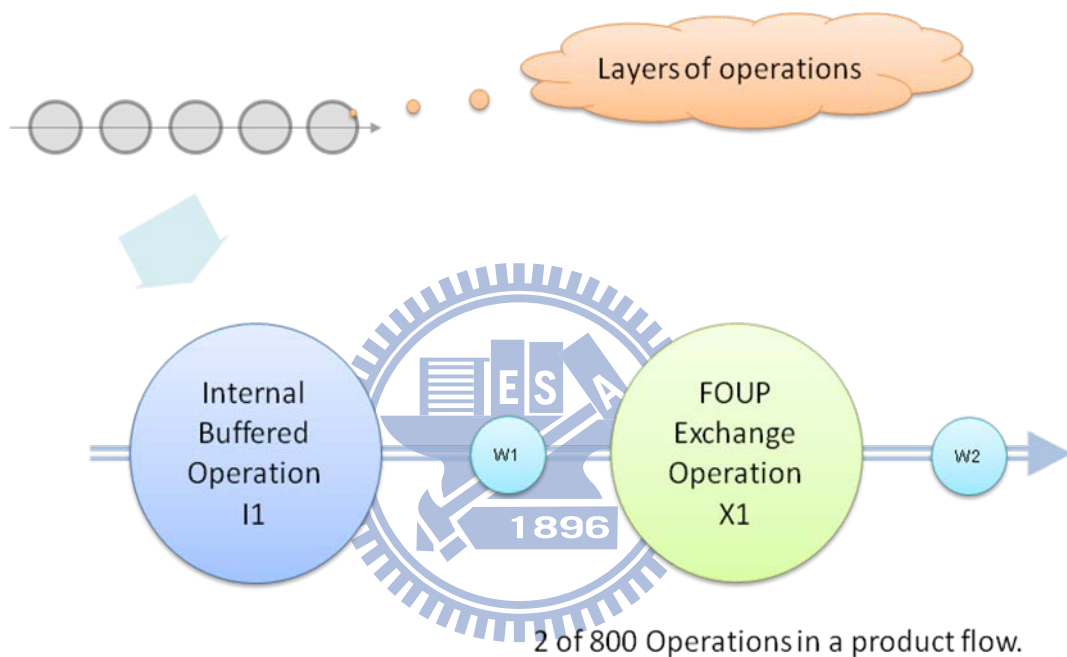 Layers of operations
Internal
Buffered
Operation
I1
W1
FOUP
Exchange
Operation
X1
W2
E S A
1896
2 of 800 Operations in a product flow.